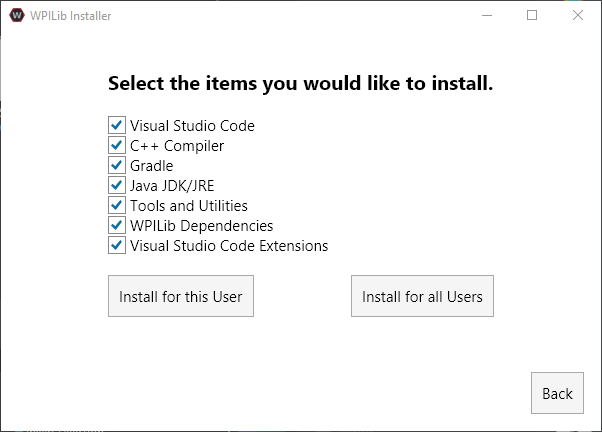 WPILib Installer
Select the items you would like to install.
Visual Studio Code
C++ Compiler
Gradle
Java JDK/JRE
Tools and Utilities
WPILib Dependencies
Visual Studio Code Extensions
Install for this User
Install for all Users
Back